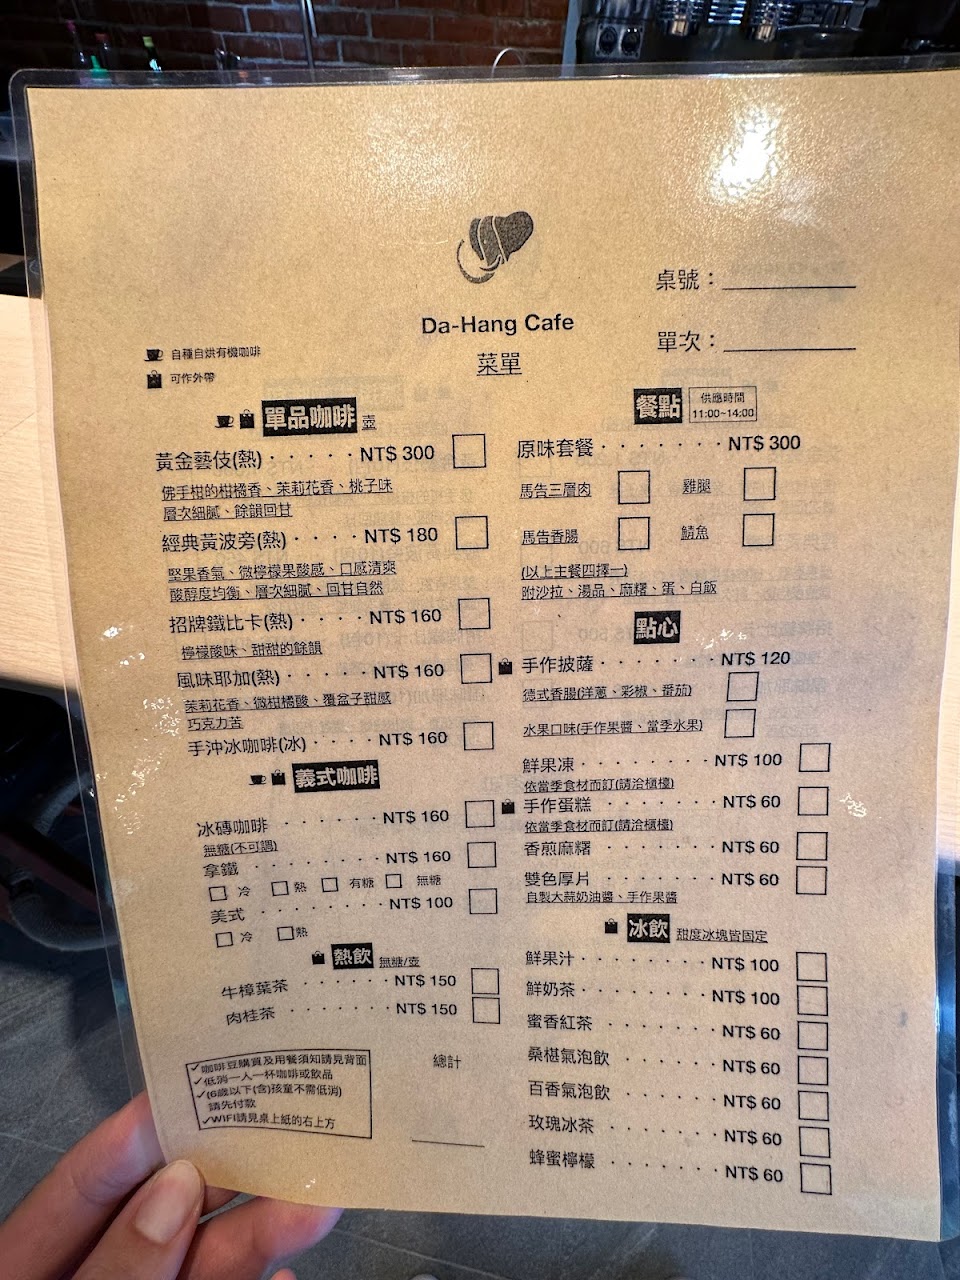 Da-Hang Cafe
菜單
桌號：
單次：
自種自烘有機咖啡
可作外帶
單品咖啡 壺
黃金藝伎(熱) · · · · · NT$ 300
佛手柑的柑橘香、茉莉花香、桃子味
層次細膩、餘韻回甘
經典黃波旁(熱) · · · · NT$ 180
堅果香氣、微檸檬果酸感、口感清爽
酸醇度均衡、層次細膩、回甘自然
招牌鐵比卡(熱) · · · · NT$ 160
檸檬酸味、甜甜的餘韻
風味耶加(熱) · · · · · NT$ 160
茉莉花香、微柑橘酸、覆盆子甜感
巧克力苦
手沖冰咖啡(冰) · · · · NT$ 160
義式咖啡
冰磚咖啡 · · · · · · · NT$ 160
無糖(不可調)
拿鐵 · · · · · · · · NT$ 160
冷 熱 有糖 無糖
美式 · · · · · · · · NT$ 100
冷 熱
熱飲 無糖/壺
牛樟葉茶 · · · · · · NT$ 150
肉桂茶 · · · · · · · NT$ 150
✓咖啡豆購買及用餐須知請見背面
✓低消一人一杯咖啡或飲品
✓(6歲以下(含)孩童不需低消)
請先付款
✓WIFI請見桌上紙的右上方
總計
餐點 供應時間
11:00~14:00
原味套餐 · · · · · · · NT$ 300
馬告三層肉 雞腿
馬告香腸 鯖魚
(以上主餐四擇一)
附沙拉、湯品、麻糬、蛋、白飯
點心
手作披薩 · · · · · · · NT$ 120
德式香腸(洋蔥、彩椒、番茄)
水果口味(手作果醬、當季水果)
鮮果凍 · · · · · · · · NT$ 100
依當季食材而訂(請洽櫃檯)
手作蛋糕 · · · · · · · NT$ 60
依當季食材而訂(請洽櫃檯)
香煎麻糬 · · · · · · · NT$ 60
雙色厚片 · · · · · · · NT$ 60
自製大蒜奶油醬、手作果醬
冰飲 甜度冰塊皆固定
鮮果汁 · · · · · · · · NT$ 100
鮮奶茶 · · · · · · · · NT$ 100
蜜香紅茶 · · · · · · · NT$ 60
桑椹氣泡飲 · · · · · · NT$ 60
百香氣泡飲 · · · · · · NT$ 60
玫瑰冰茶 · · · · · · · NT$ 60
蜂蜜檸檬 · · · · · · · NT$ 60